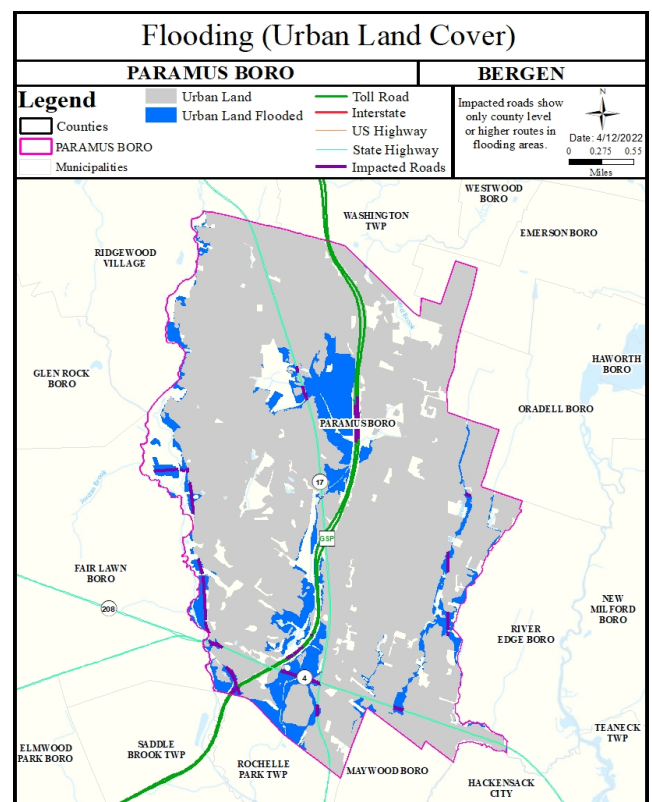 Flooding (Urban Land Cover)
PARAMUS BORO
BERGEN
Legend
Counties
PARAMUS BORO
Municipalities
Urban Land
Urban Land Flooded
Toll Road
Interstate
US Highway
State Highway
Impacted Roads
Impacted roads show
only county level
or higher routes in
flooding areas.
N
Date: 4/12/2022
0 0.275 0.55
Miles
WESTWOOD
BORO
WASHINGTON
TWP
EMERSON BORO
RIDGEWOOD
VILLAGE
HAWORTH
BORO
GLEN ROCK
BORO
ORADELL BORO
PARAMUS BORO
17
GSP
FAIR LAWN
BORO
208
NEW
MILFORD
BORO
RIVER
EDGE BORO
4
TEANECK
TWP
ELMWOOD
PARK BORO
SADDLE
BROOK TWP
ROCHELLE
PARK TWP
MAYWOOD BORO
HACKENSACK
CITY